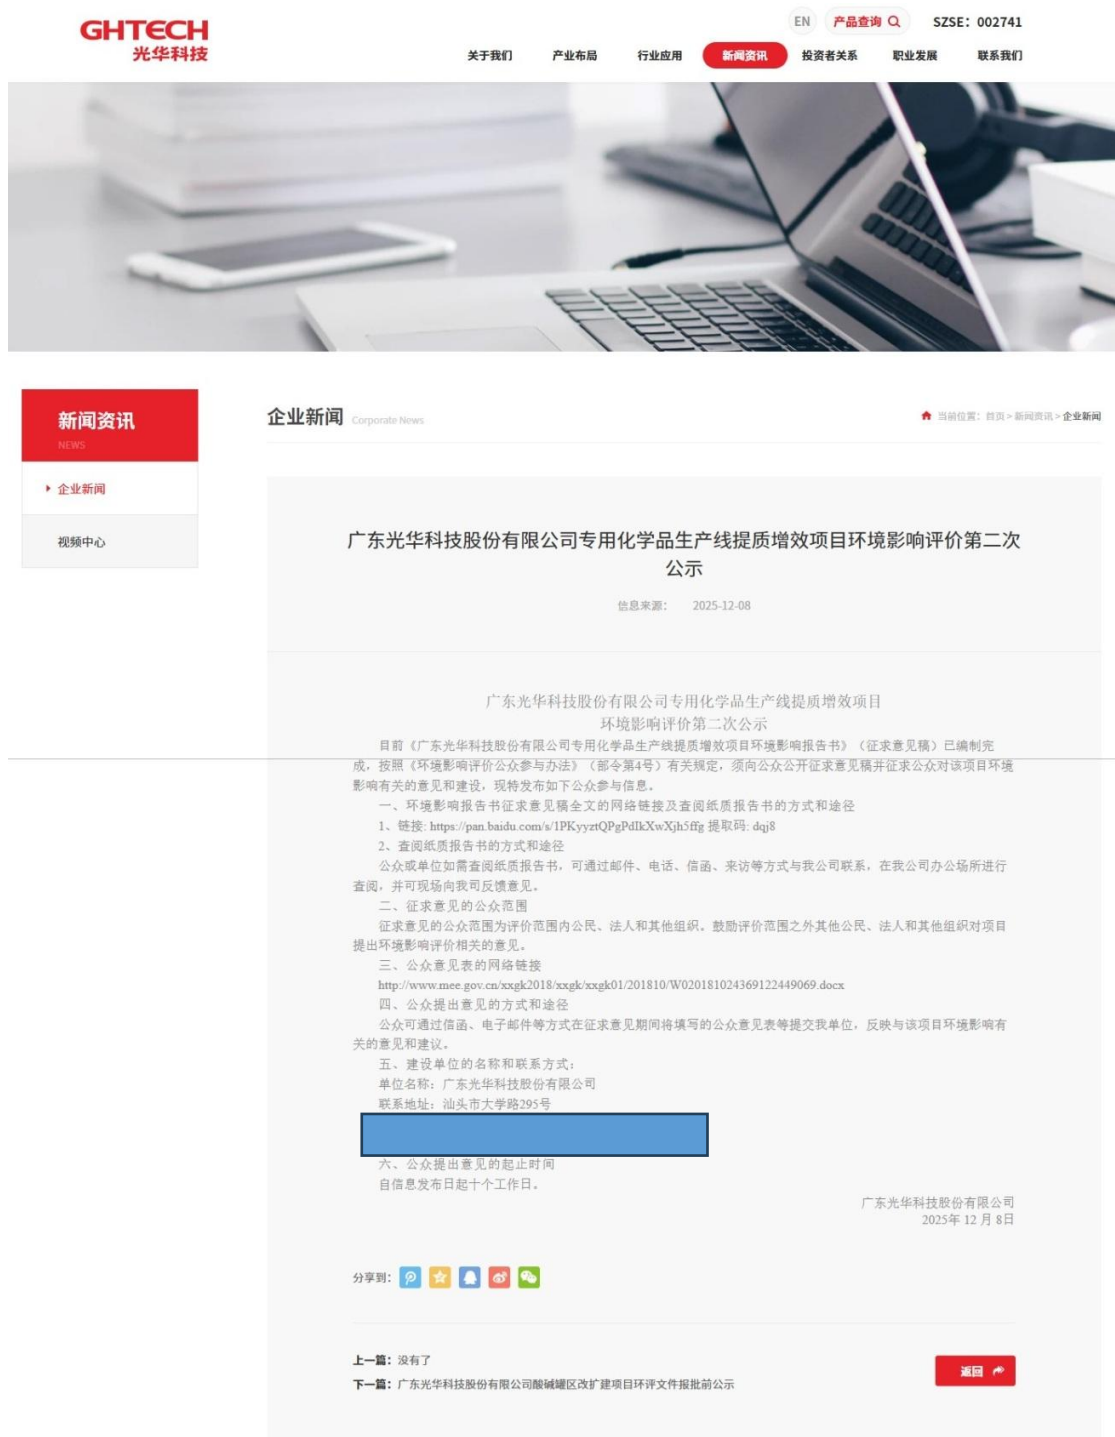 GHTECH
光华科技
EN
产品查询
SZSE：002741
关于我们
产业布局
行业应用
新闻资讯
投资者关系
职业发展
联系我们
新闻资讯
NEWS
企业新闻
视频中心
企业新闻 Corporate News
当前位置：首页 > 新闻资讯 > 企业新闻
广东光华科技股份有限公司专用化学品生产线提质增效项目环境影响评价第二次
公示
信息来源： 2025-12-08
广东光华科技股份有限公司专用化学品生产线提质增效项目
环境影响评价第二次公示
目前《广东光华科技股份有限公司专用化学品生产线提质增效项目环境影响报告书》（征求意见稿）已编制完
成，按照《环境影响评价公众参与办法》（部令第4号）有关规定，须向公众公开征求意见稿并征求公众对该项目环境
影响有关的意见和建设，现特发布如下公众参与信息。
一、环境影响报告书征求意见稿全文的网络链接及查阅纸质报告书的方式和途径
1、链接: https://pan.baidu.com/s/1PKyyztQPgPdIkXwXjh5ffg 提取码: dqj8
2、查阅纸质报告书的方式和途径
公众或单位如需查阅纸质报告书，可通过邮件、电话、信函、来访等方式与我公司联系，在我公司办公场所进行
查阅，并可现场向我司反馈意见。
二、征求意见的公众范围
征求意见的公众范围为评价范围内公民、法人和其他组织。鼓励评价范围之外其他公民、法人和其他组织对项目
提出环境影响评价相关的意见。
三、公众意见表的网络链接
http://www.mee.gov.cn/xxgk2018/xxgk/xxgk01/201810/W020181024369122449069.docx
四、公众提出意见的方式和途径
公众可通过信函、电子邮件等方式在征求意见期间将填写的公众意见表等提交我单位，反映与该项目环境影响有
关的意见和建议。
五、建设单位的名称和联系方式：
单位名称：广东光华科技股份有限公司
联系地址：汕头市大学路295号
六、公众提出意见的起止时间
自信息发布日起十个工作日。
广东光华科技股份有限公司
2025年 12 月 8日
分享到：
上一篇：没有了
返回
下一篇：广东光华科技股份有限公司酸碱罐区改扩建项目环评文件报批前公示